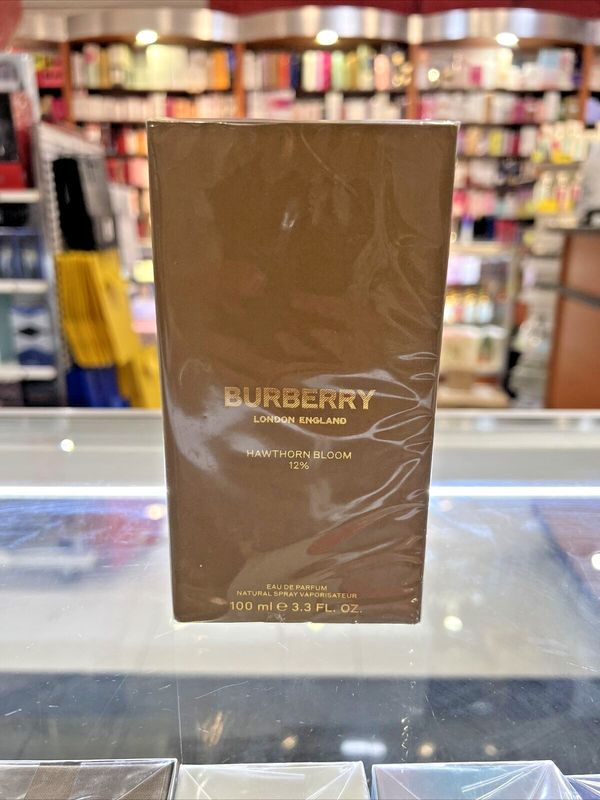 BURBERRY
LONDON ENGLAND
HAWTHORN BLOOM
12%
EAU DE PARFUM
NATURAL SPRAY VAPORISATEUR
100 ml ℮ 3.3 FL. OZ.